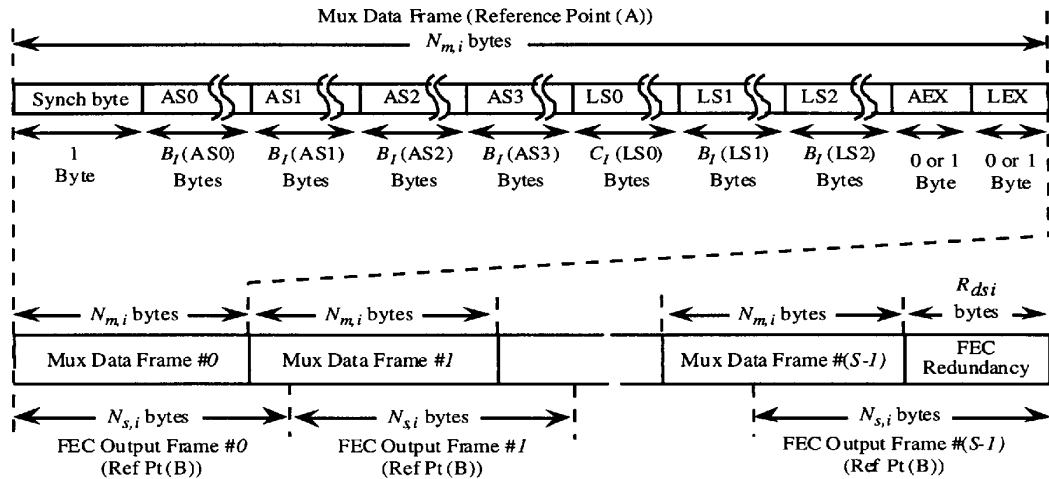 Mux Data Frame (Reference Point (A))
N_{m,i} bytes
Synch byte AS0 AS1 AS2 AS3 LS0 LS1 LS2 AEX LEX
1 B_I(AS0) B_I(AS1) B_I(AS2) B_I(AS3) C_I(LS0) B_I(LS1) B_I(LS2) 0 or 1 0 or 1
Byte Bytes Bytes Bytes Bytes Bytes Bytes Bytes Byte Byte
R_{dsi}
N_{m,i} bytes N_{m,i} bytes N_{m,i} bytes bytes
Mux Data Frame #0 Mux Data Frame #1 Mux Data Frame #(S-1) FEC
Redundancy
N_{s,i} bytes N_{s,i} bytes N_{s,i} bytes
FEC Output Frame #0 FEC Output Frame #1 FEC Output Frame #(S-1)
(Ref Pt (B)) (Ref Pt (B)) (Ref Pt (B))